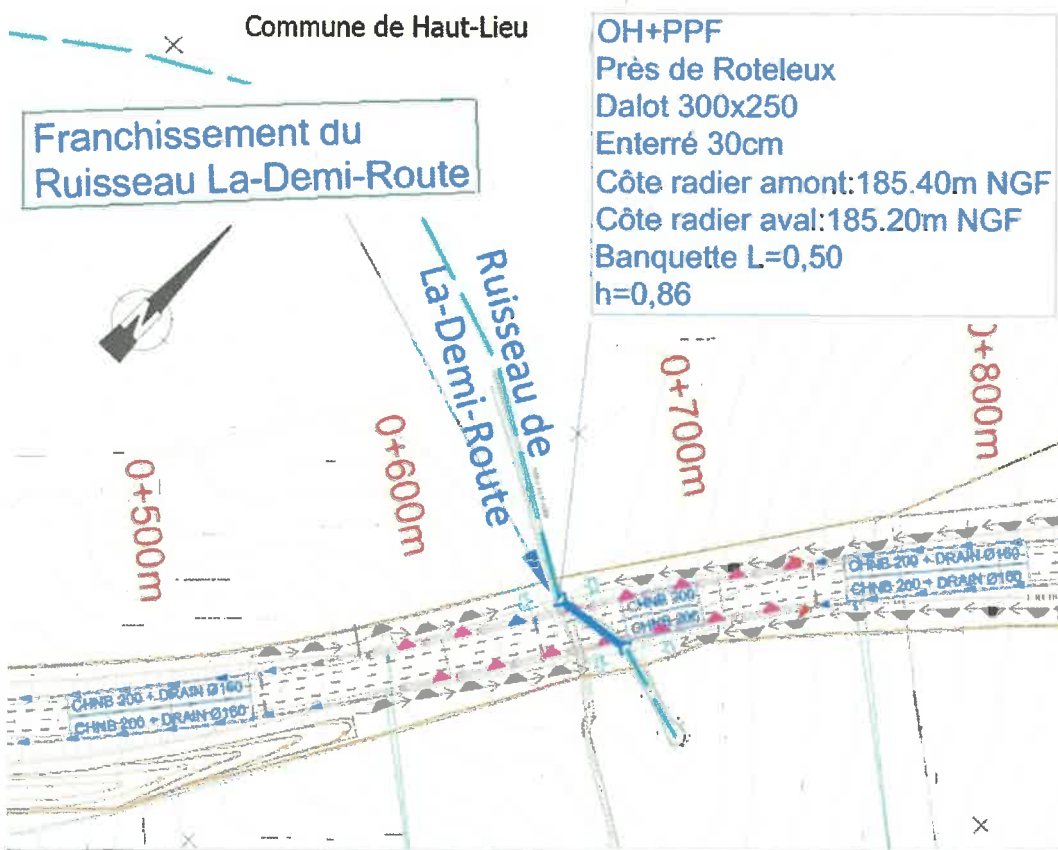 Commune de Haut-Lieu
OH+PPF
Près de Roteleux
Dalot 300x250
Enterré 30cm
Côte radier amont:185.40m NGF
Côte radier aval:185.20m NGF
Banquette L=0,50
h=0,86
Franchissement du
Ruisseau La-Demi-Route
Ruisseau de
La-Demi-Route
0+500m
0+600m
0+700m
0+800m
CHNB 200 + DRAIN Ø160
CHNB 200 + DRAIN Ø160
CHNB 200
CHNB 200
CHNB 200 + DRAIN Ø160
CHNB 200 + DRAIN Ø160